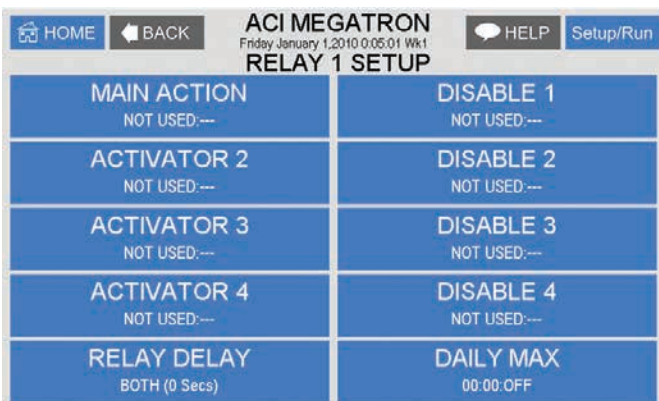 HOME
BACK
ACI MEGATRON
Friday January 1,2010 0:05:01 Wk1
RELAY 1 SETUP
HELP
Setup/Run
MAIN ACTION
NOT USED:---
DISABLE 1
NOT USED:---
ACTIVATOR 2
NOT USED:---
DISABLE 2
NOT USED:---
ACTIVATOR 3
NOT USED:---
DISABLE 3
NOT USED:---
ACTIVATOR 4
NOT USED:---
DISABLE 4
NOT USED:---
RELAY DELAY
BOTH (0 Secs)
DAILY MAX
00:00:OFF